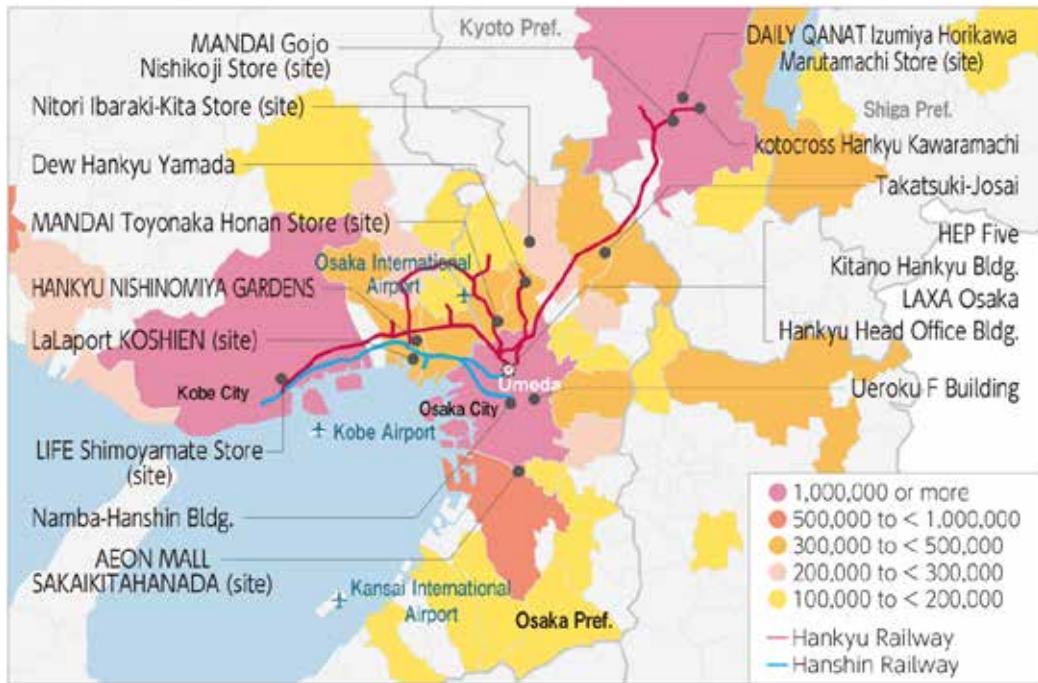 Kyoto Pref.
MANDAI Gojo
Nishikoji Store (site)
DAILY QANAT Izumiya Horikawa
Marutamachi Store (site)
Nitori Ibaraki-Kita Store (site)
Shiga Pref.
kotocross Hankyu Kawaramachi
Dew Hankyu Yamada
Takatsuki-Josai
MANDAI Toyonaka Honan Store (site)
HEP Five
Osaka International
Airport
Kitano Hankyu Bldg.
HANKYU NISHINOMIYA GARDENS
LAXA Osaka
LaLaport KOSHIEN (site)
Hankyu Head Office Bldg.
Umeda
Kobe City
Ueroku F Building
Osaka City
Kobe Airport
LIFE Shimoyamate Store
(site)
Namba-Hanshin Bldg.
AEON MALL
SAKAIKITAHANADA (site)
Kansai International
Airport
Osaka Pref.
1,000,000 or more
500,000 to < 1,000,000
300,000 to < 500,000
200,000 to < 300,000
100,000 to < 200,000
Hankyu Railway
Hanshin Railway